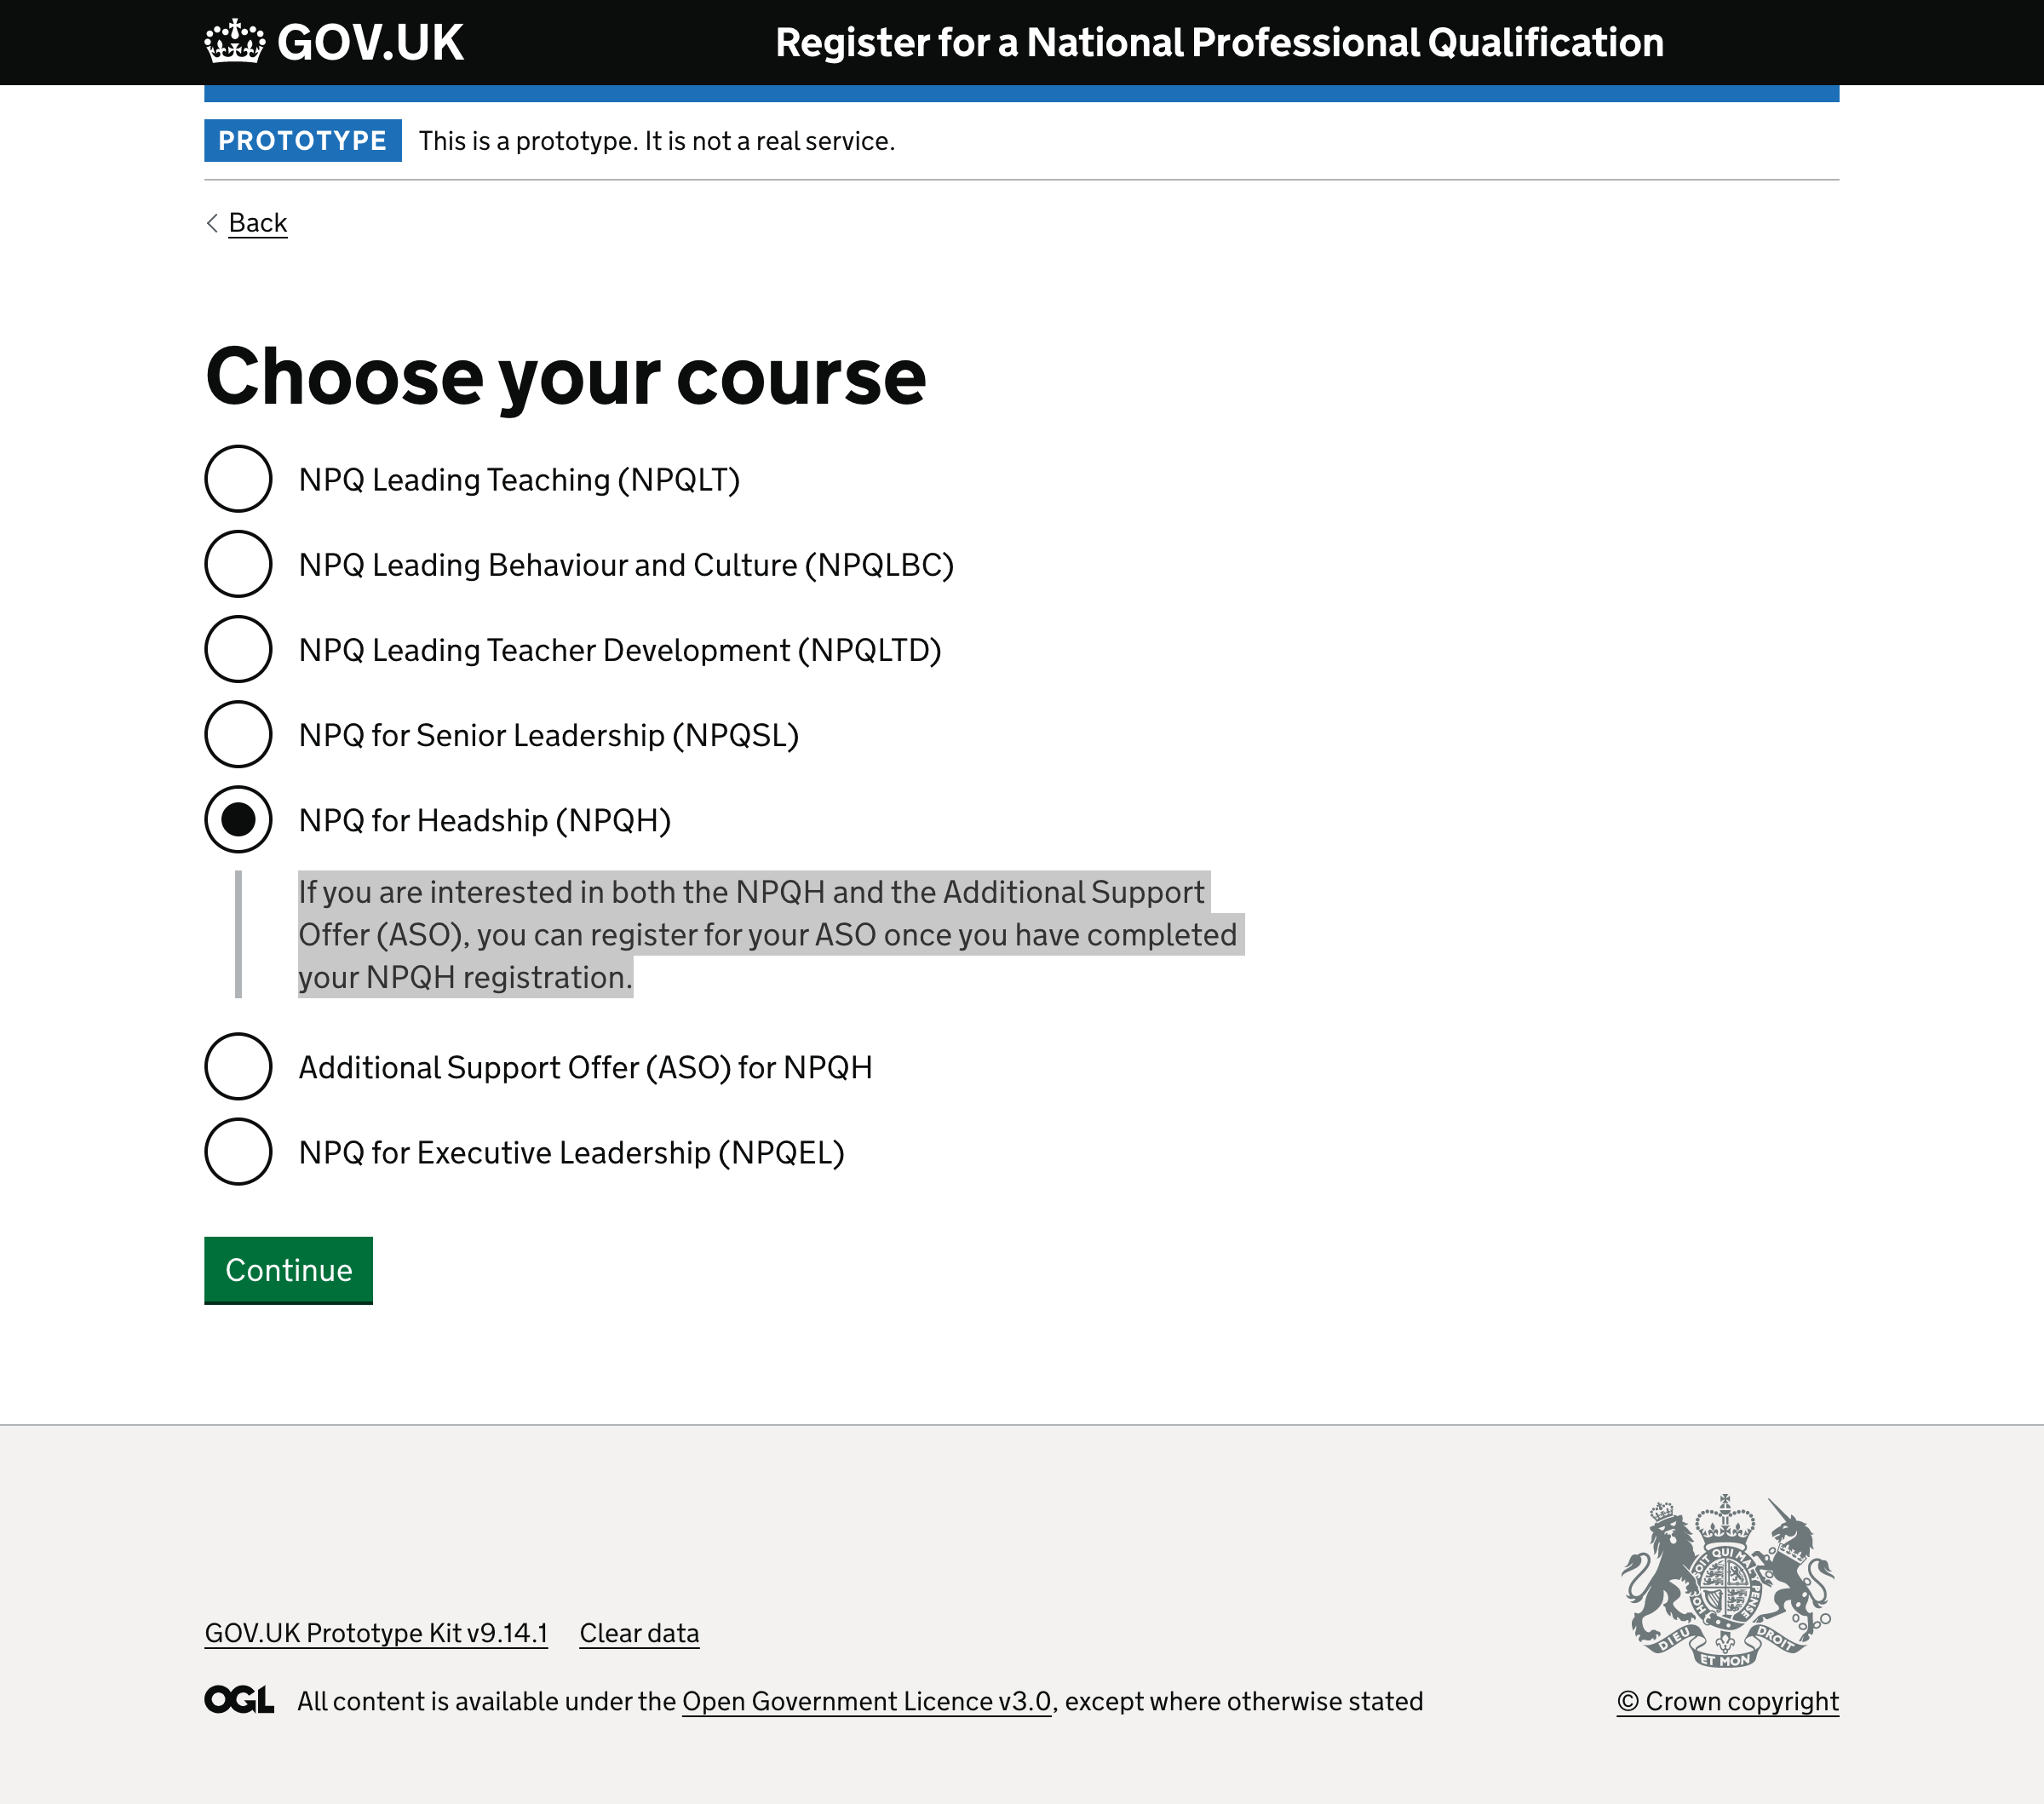 GOV.UK
Register for a National Professional Qualification
PROTOTYPE
This is a prototype. It is not a real service.
Back
Choose your course
NPQ Leading Teaching (NPQLT)
NPQ Leading Behaviour and Culture (NPQLBC)
NPQ Leading Teacher Development (NPQLTD)
NPQ for Senior Leadership (NPQSL)
NPQ for Headship (NPQH)
If you are interested in both the NPQH and the Additional Support
Offer (ASO), you can register for your ASO once you have completed
your NPQH registration.
Additional Support Offer (ASO) for NPQH
NPQ for Executive Leadership (NPQEL)
Continue
GOV.UK Prototype Kit v9.14.1
Clear data
OGL
All content is available under the Open Government Licence v3.0, except where otherwise stated
DIEU ET MON DROIT
© Crown copyright